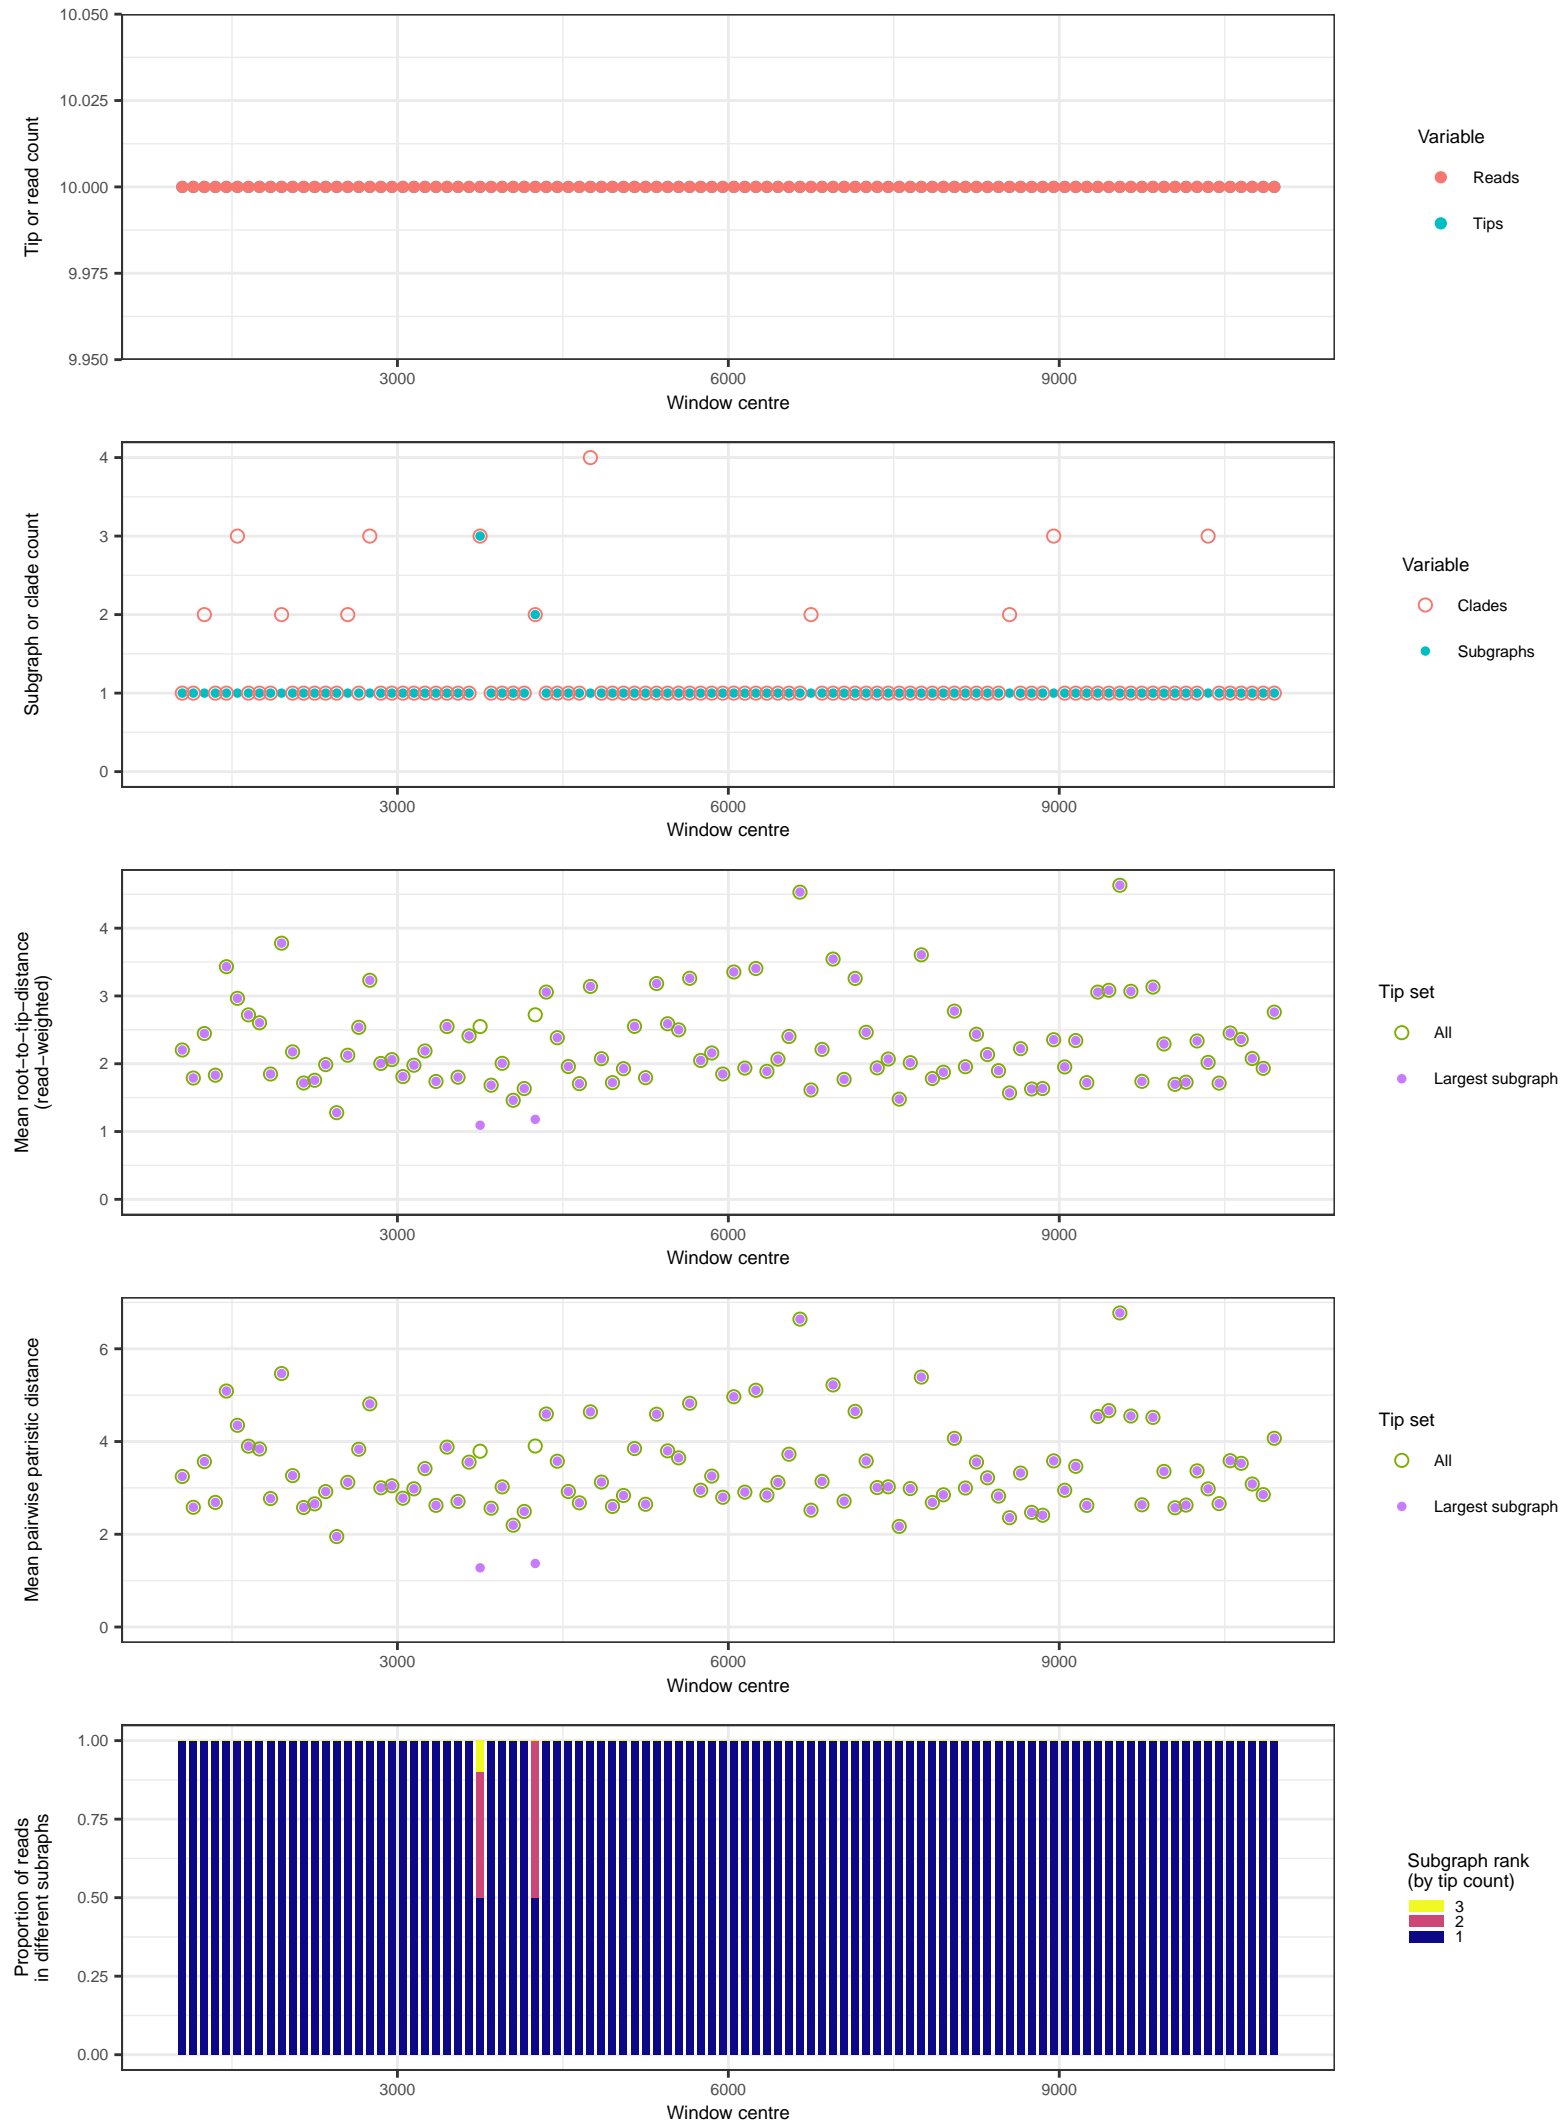 10.050
10.025
10.000
9.975
9.950
Tip or read count
3000
6000
9000
Window centre
Variable
Reads
Tips
4
3
2
1
0
Subgraph or clade count
3000
6000
9000
Window centre
Variable
Clades
Subgraphs
4
3
2
1
0
Mean root−to−tip−distance
(read−weighted)
3000
6000
9000
Window centre
Tip set
All
Largest subgraph
6
4
2
0
Mean pairwise patristic distance
3000
6000
9000
Window centre
Tip set
All
Largest subgraph
1.00
0.75
0.50
0.25
0.00
Proportion of reads
in different subraphs
3000
6000
9000
Window centre
Subgraph rank
(by tip count)
3
2
1